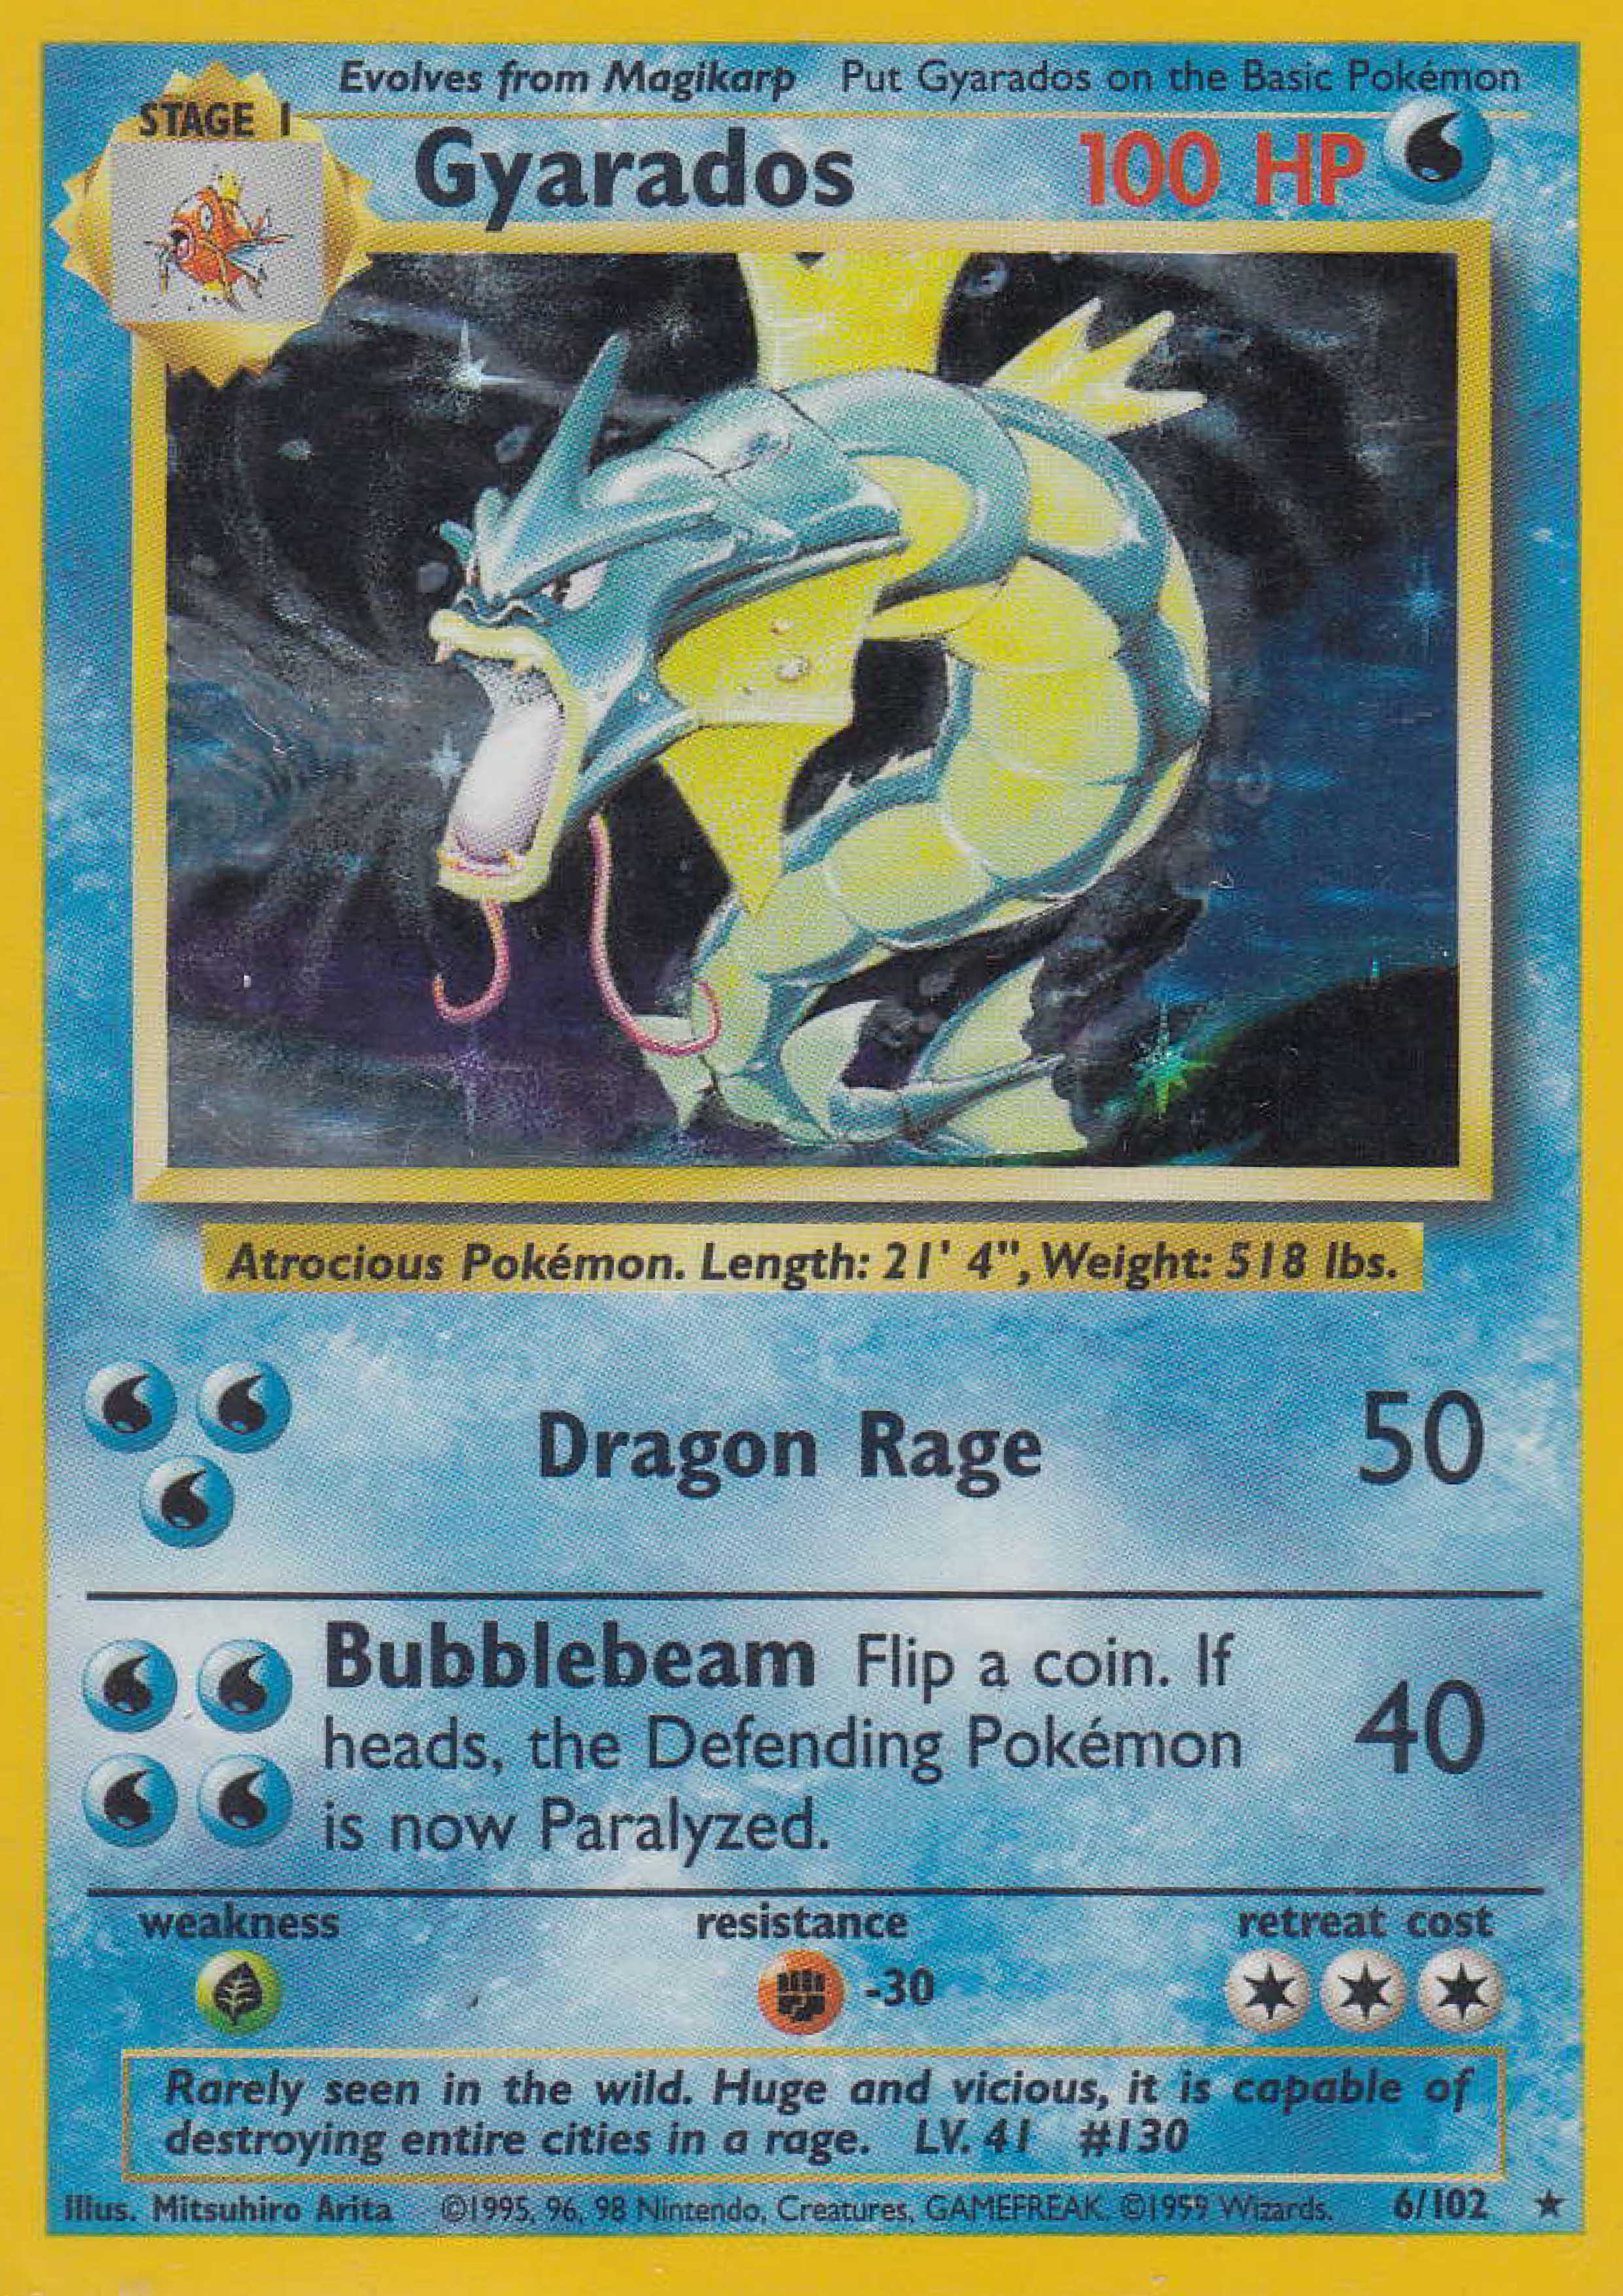 Evolves from Magikarp Put Gyarados on the Basic Pokémon
STAGE 1
Gyarados 100 HP
Atrocious Pokémon. Length: 21' 4", Weight: 518 lbs.
Dragon Rage 50
Bubblebeam Flip a coin. If
heads, the Defending Pokémon 40
is now Paralyzed.
weakness resistance retreat cost
-30
Rarely seen in the wild. Huge and vicious, it is capable of
destroying entire cities in a rage. LV. 41 #130
Illus. Mitsuhiro Arita ©1995, 96, 98 Nintendo, Creatures, GAMEFREAK. ©1999 Wizards. 6/102